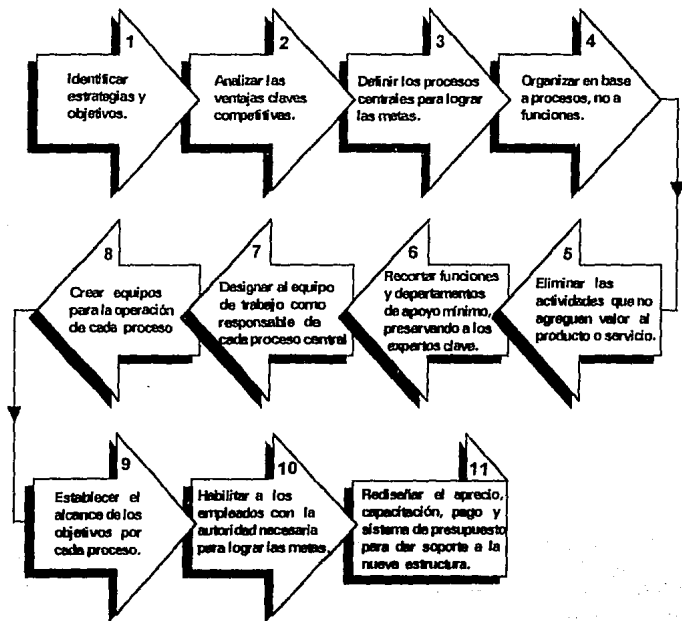 1
Identificar
estrategias y
objetivos.
2
Analizar las
ventajas claves
competitivas.
3
Definir los procesos
centrales para lograr
las metas.
4
Organizar en base
a procesos, no a
funciones.
5
Eliminar las
actividades que no
agreguen valor al
producto o servicio.
6
Recortar funciones
y departamentos
de apoyo mínimo,
preservando a los
expertos clave.
7
Designar al equipo
de trabajo como
responsable de
cada proceso central
8
Crear equipos
para la operación
de cada proceso
9
Establecer el
alcance de los
objetivos por
cada proceso.
10
Habilitar a los
empleados con la
autoridad necesaria
para lograr las metas.
11
Rediseñar el aprecio,
capacitación, pago y
sistema de presupuesto
para dar soporte a la
nueva estructura.